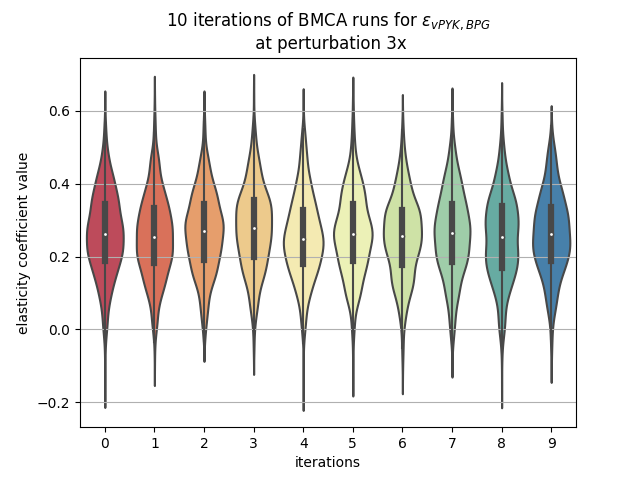 10 iterations of BMCA runs for ε_{vPYK, BPG}
at perturbation 3x
elasticity coefficient value
0.6
0.4
0.2
0.0
−0.2
0 1 2 3 4 5 6 7 8 9
iterations